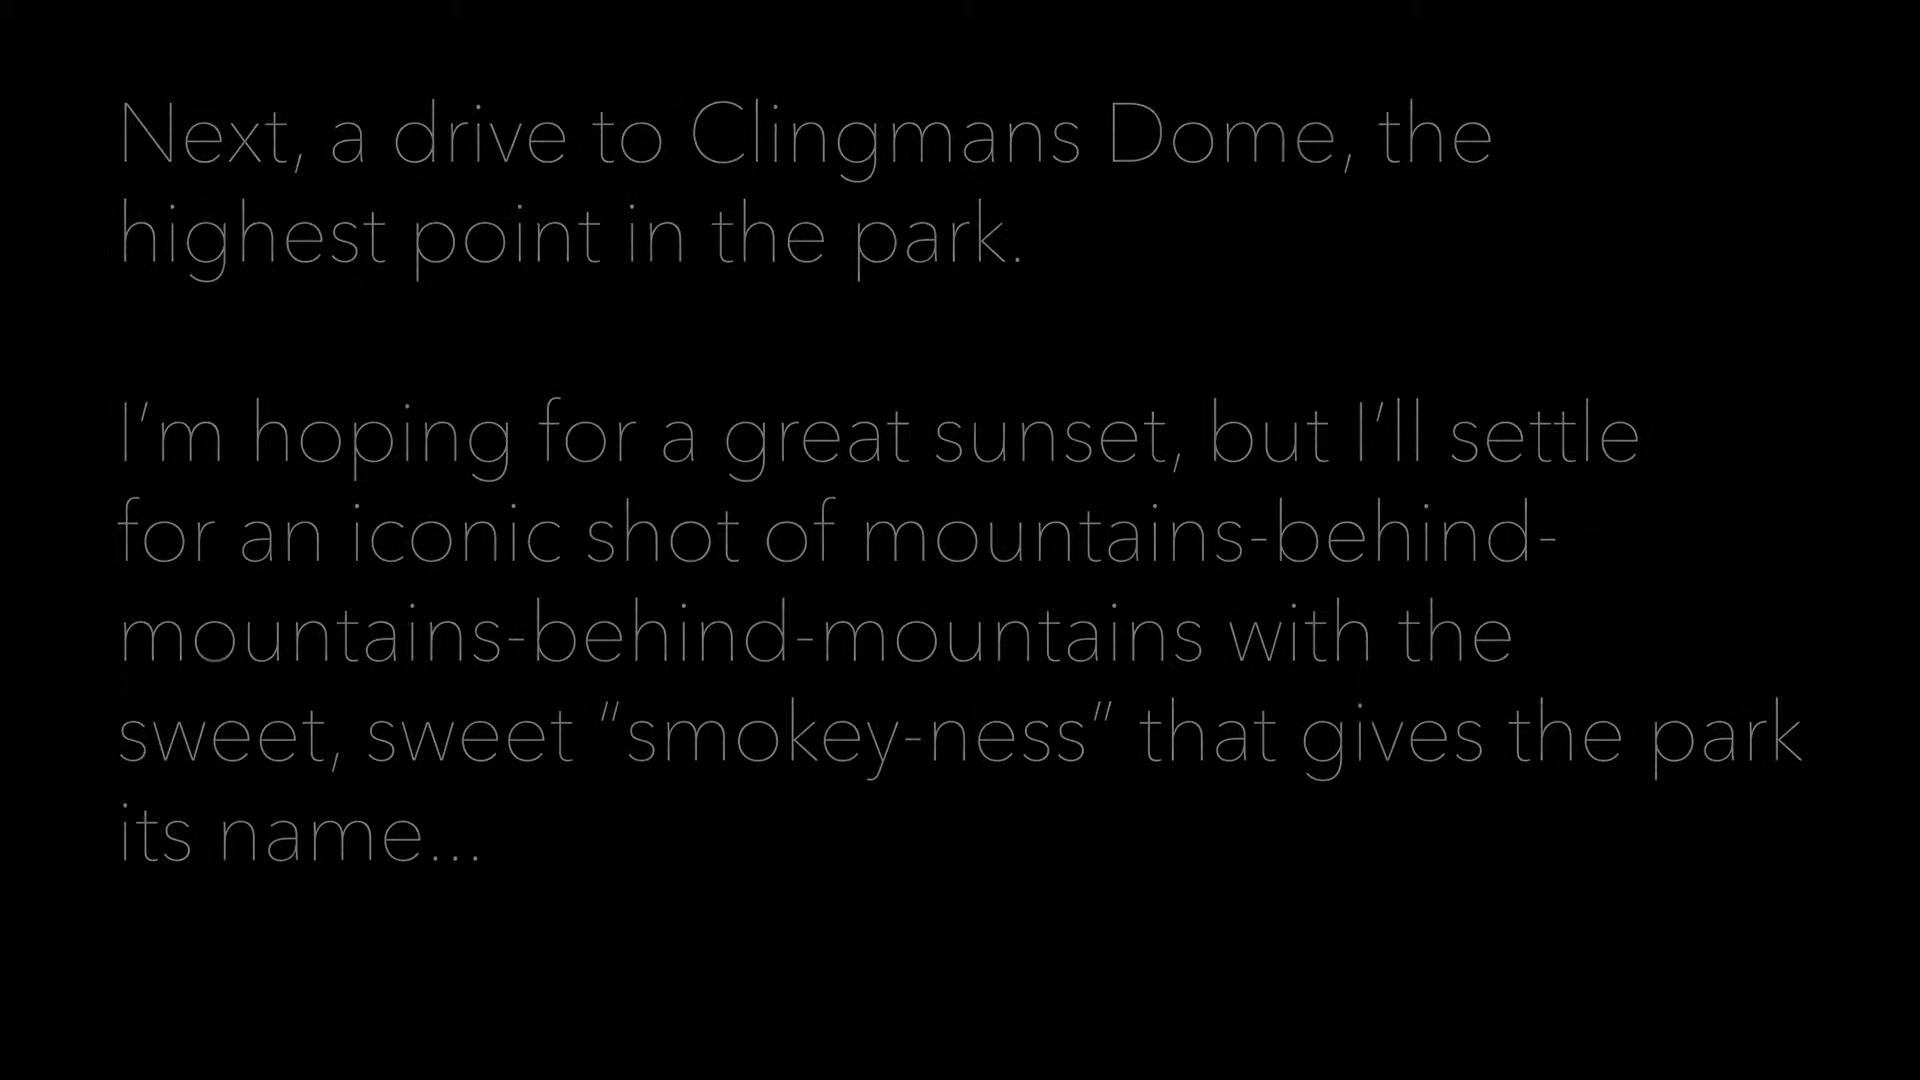 Next, a drive to Clingmans Dome, the
highest point in the park.
I’m hoping for a great sunset, but I’ll settle
for an iconic shot of mountains-behind-
mountains-behind-mountains with the
sweet, sweet “smokey-ness” that gives the park
its name...